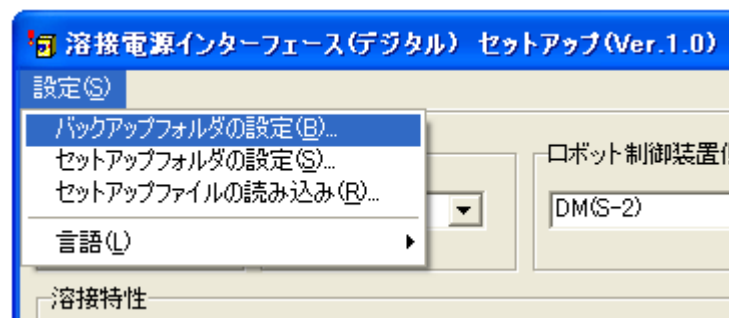 溶接電源インターフェース(デジタル) セットアップ(Ver.1.0)
設定(S)
バックアップフォルダの設定(B)...
セットアップフォルダの設定(S)...
セットアップファイルの読み込み(R)...
言語(L)
ロボット制御装置
DM(S-2)
溶接特性